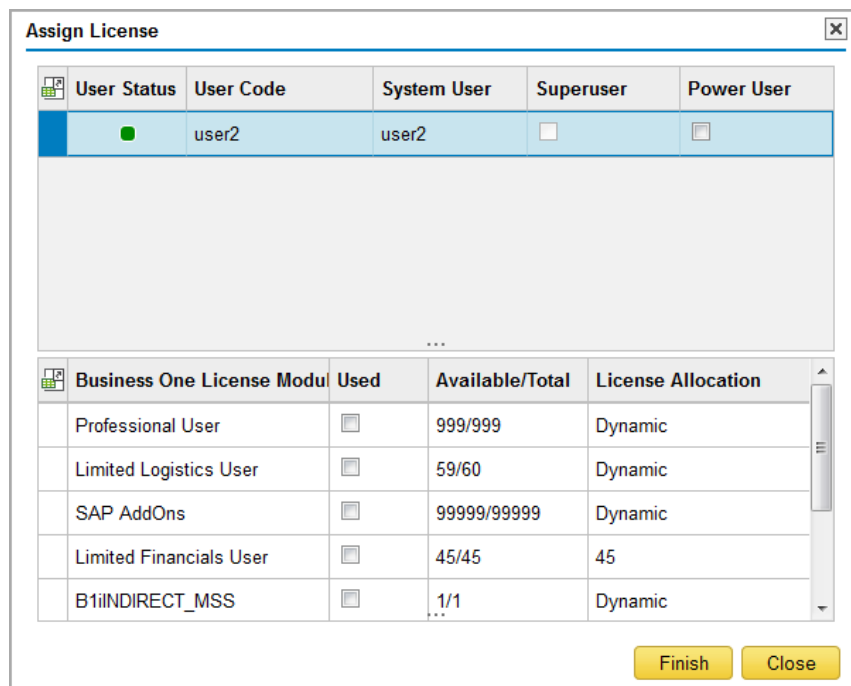 Assign License
User Status User Code System User Superuser Power User
user2 user2
...
Business One License Modul Used Available/Total License Allocation
Professional User 999/999 Dynamic
Limited Logistics User 59/60 Dynamic
SAP AddOns 99999/99999 Dynamic
Limited Financials User 45/45 45
B1iINDIRECT_MSS 1/1 Dynamic
...
Finish Close